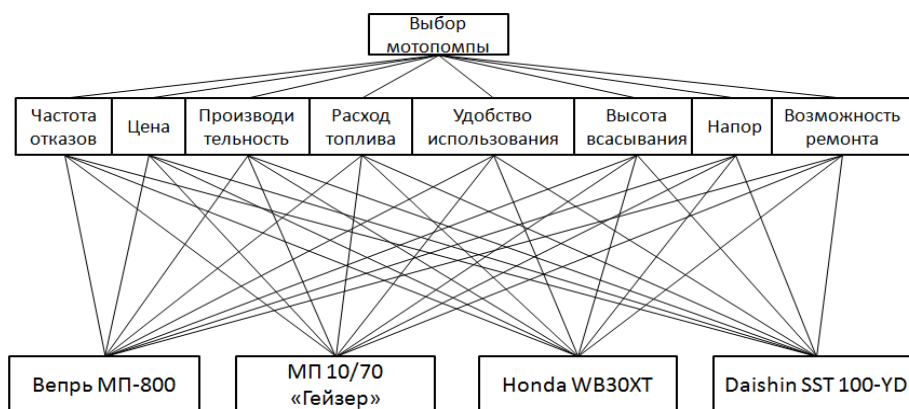 Выбор
мотопомпы
Частота
отказов
Цена
Производи
тельность
Расход
топлива
Удобство
использования
Высота
всасывания
Напор
Возможность
ремонта
Вепрь МП-800
МП 10/70
«Гейзер»
Honda WB30XT
Daishin SST 100-YD